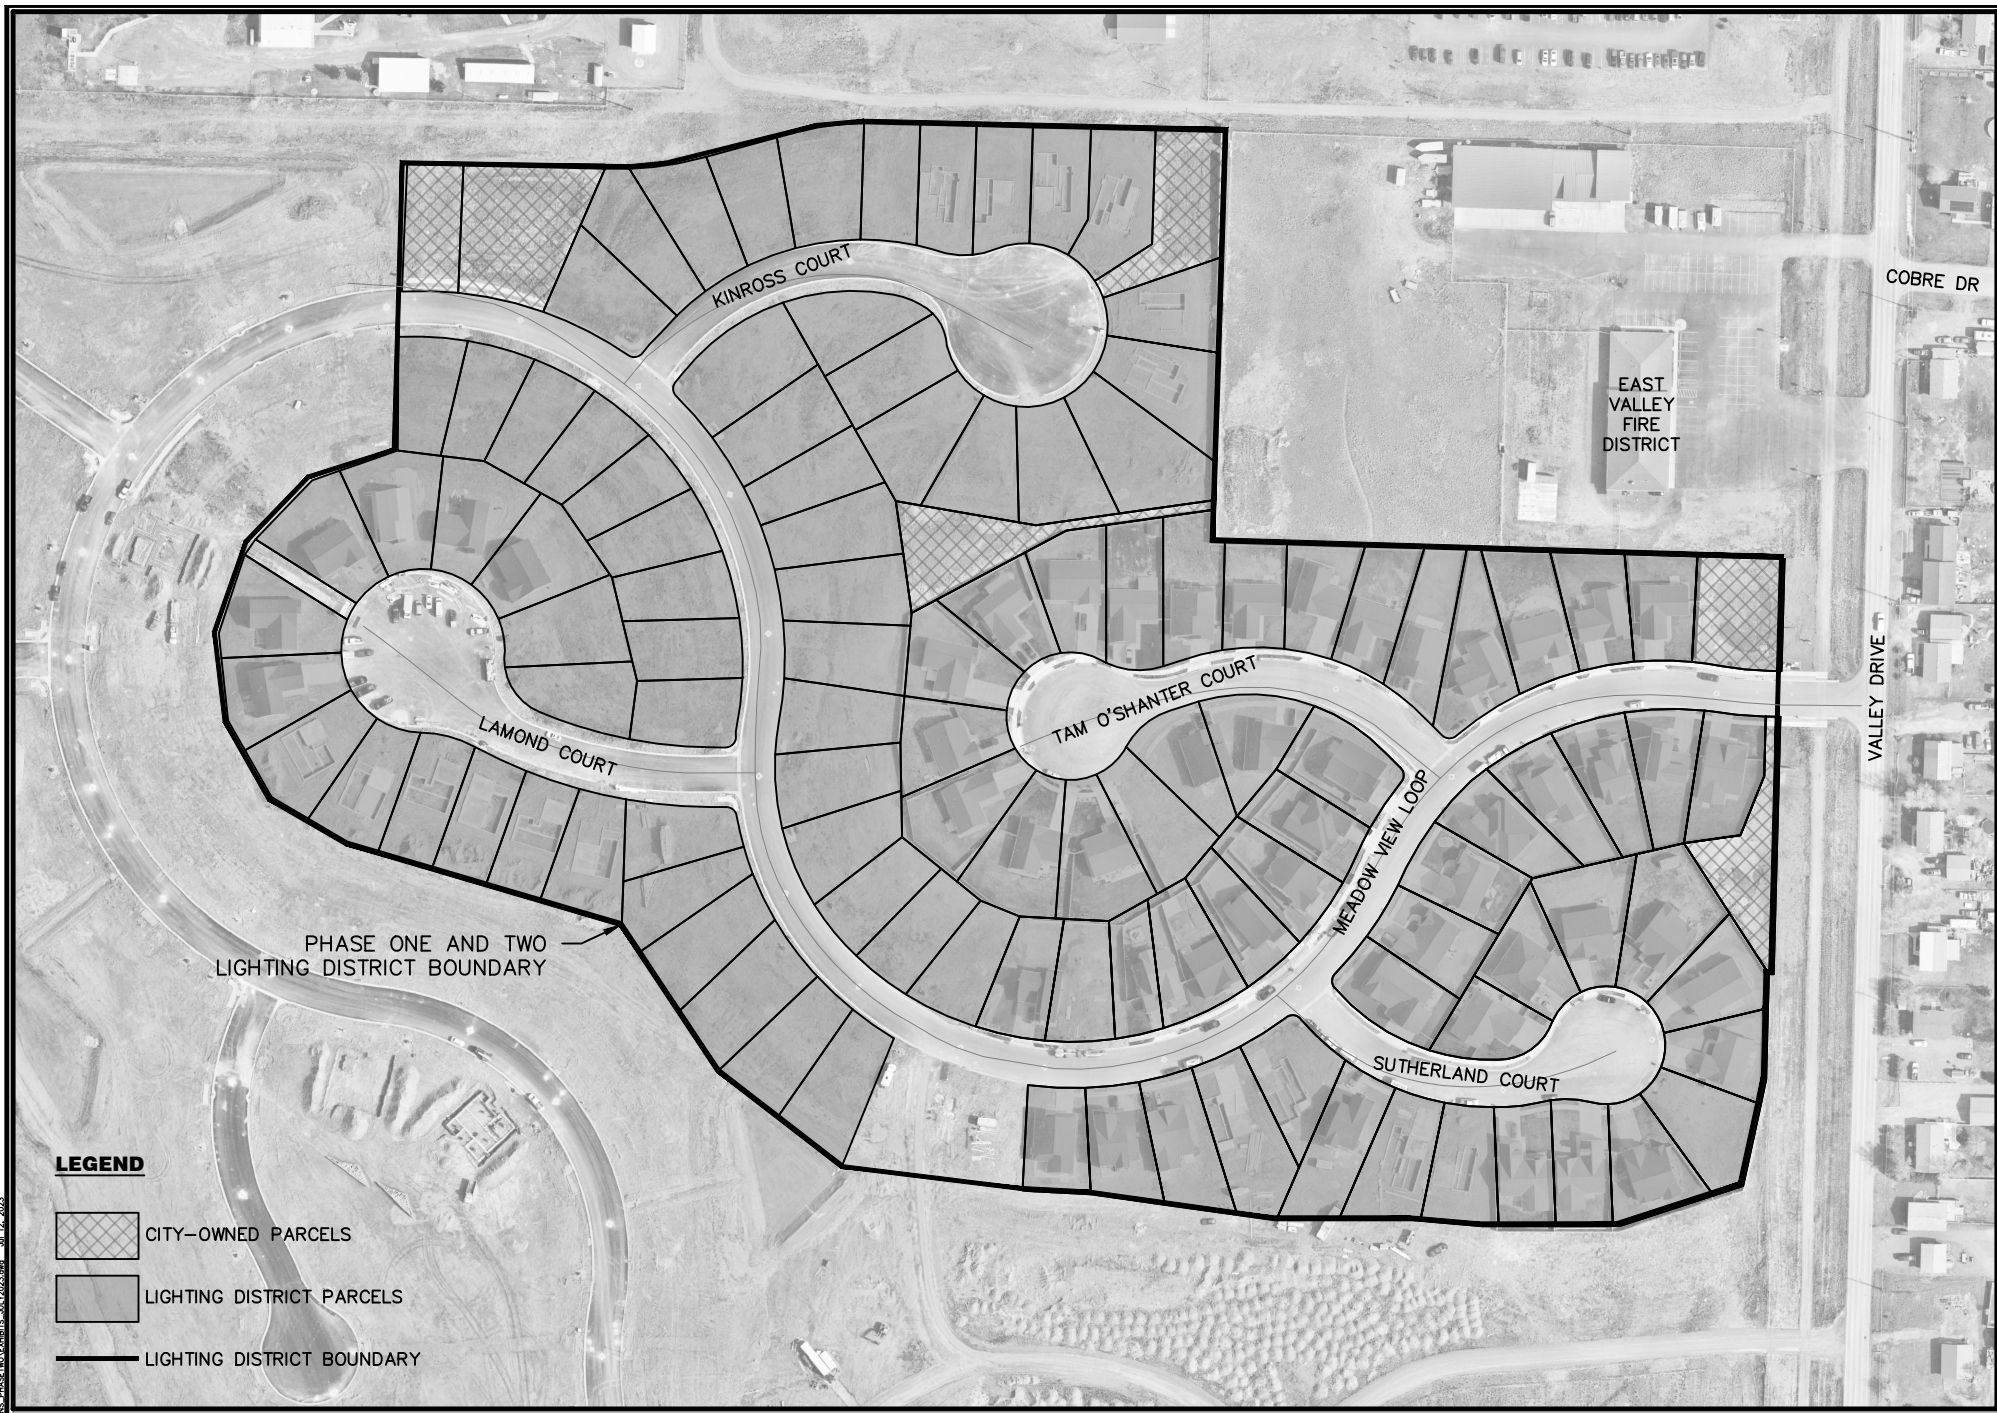 KINROSS COURT
COBRE DR
EAST
VALLEY
FIRE
DISTRICT
VALLEY DRIVE
TAM O'SHANTER COURT
LAMOND COURT
MEADOW VIEW LOOP
PHASE ONE AND TWO
LIGHTING DISTRICT BOUNDARY
SUTHERLAND COURT
LEGEND
CITY-OWNED PARCELS
LIGHTING DISTRICT PARCELS
LIGHTING DISTRICT BOUNDARY